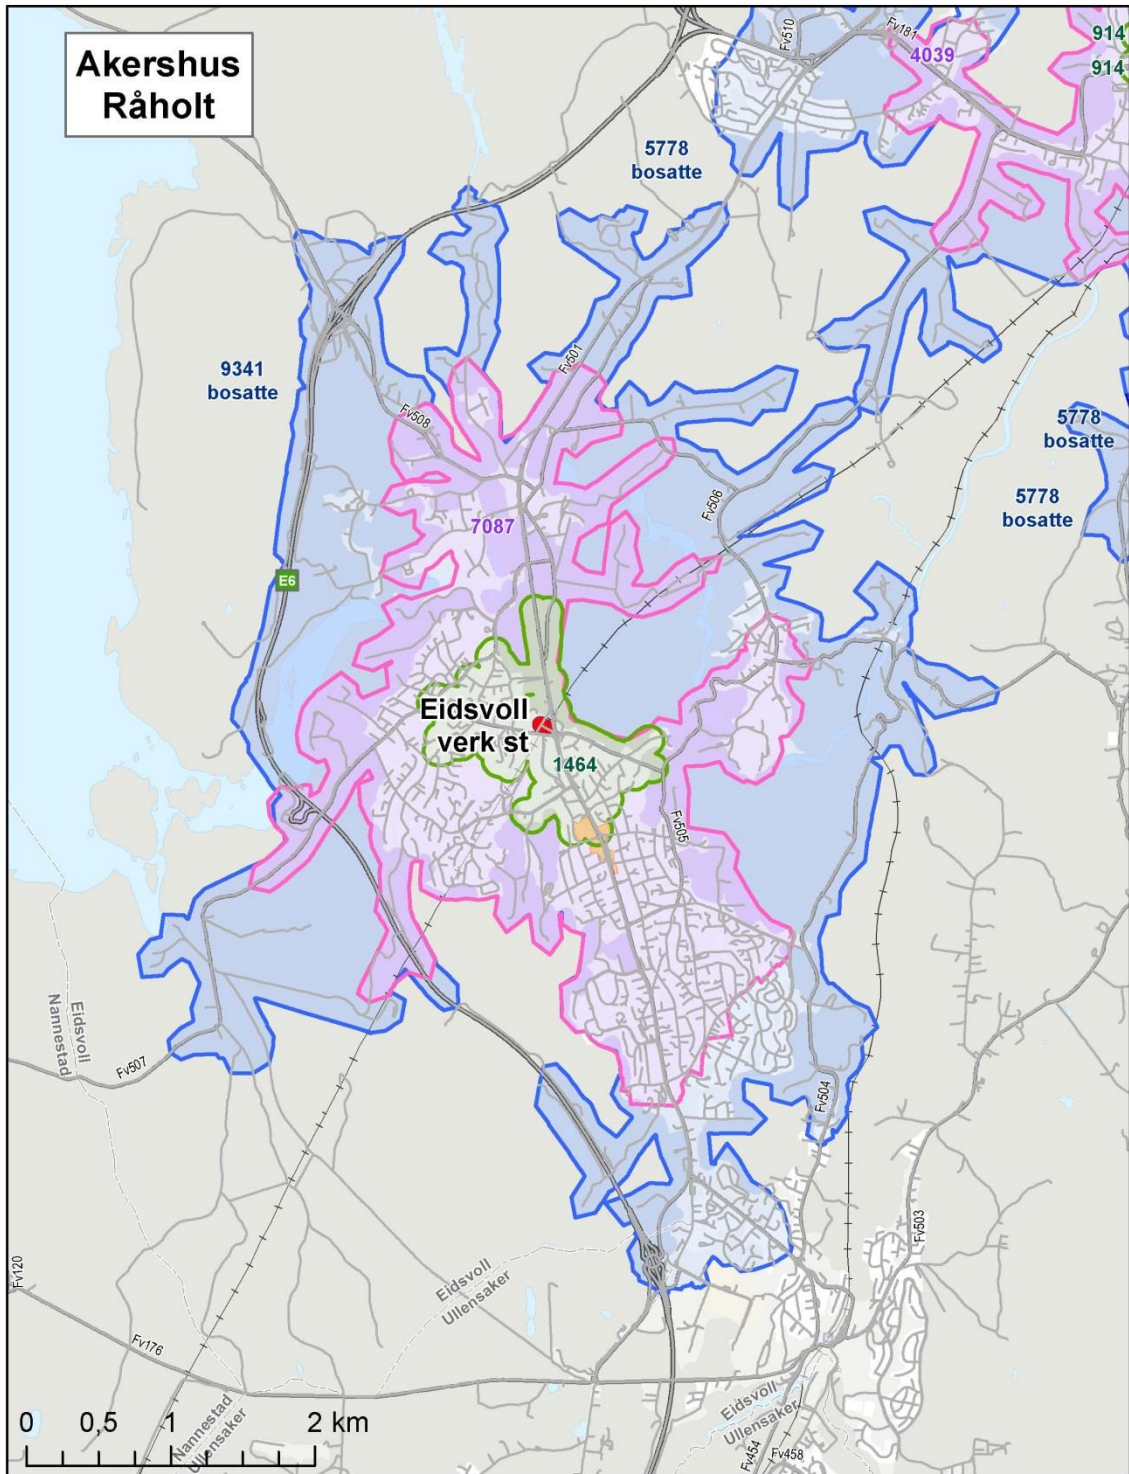 Akershus
Råholt
Fv510
Fv181
914
4039
914
5778
bosatte
9341
bosatte
Fv501
Fv508
5778
bosatte
5778
bosatte
Fv506
7087
E6
Eidsvoll
verk st
1464
Fv505
Eidsvoll
Nannestad
Fv507
Fv504
Fv503
Fv120
Eidsvoll
Ullensaker
Fv176
Nannestad
Ullensaker
Eidsvoll
Ullensaker
Fv454
Fv458
0 0,5 1 2 km